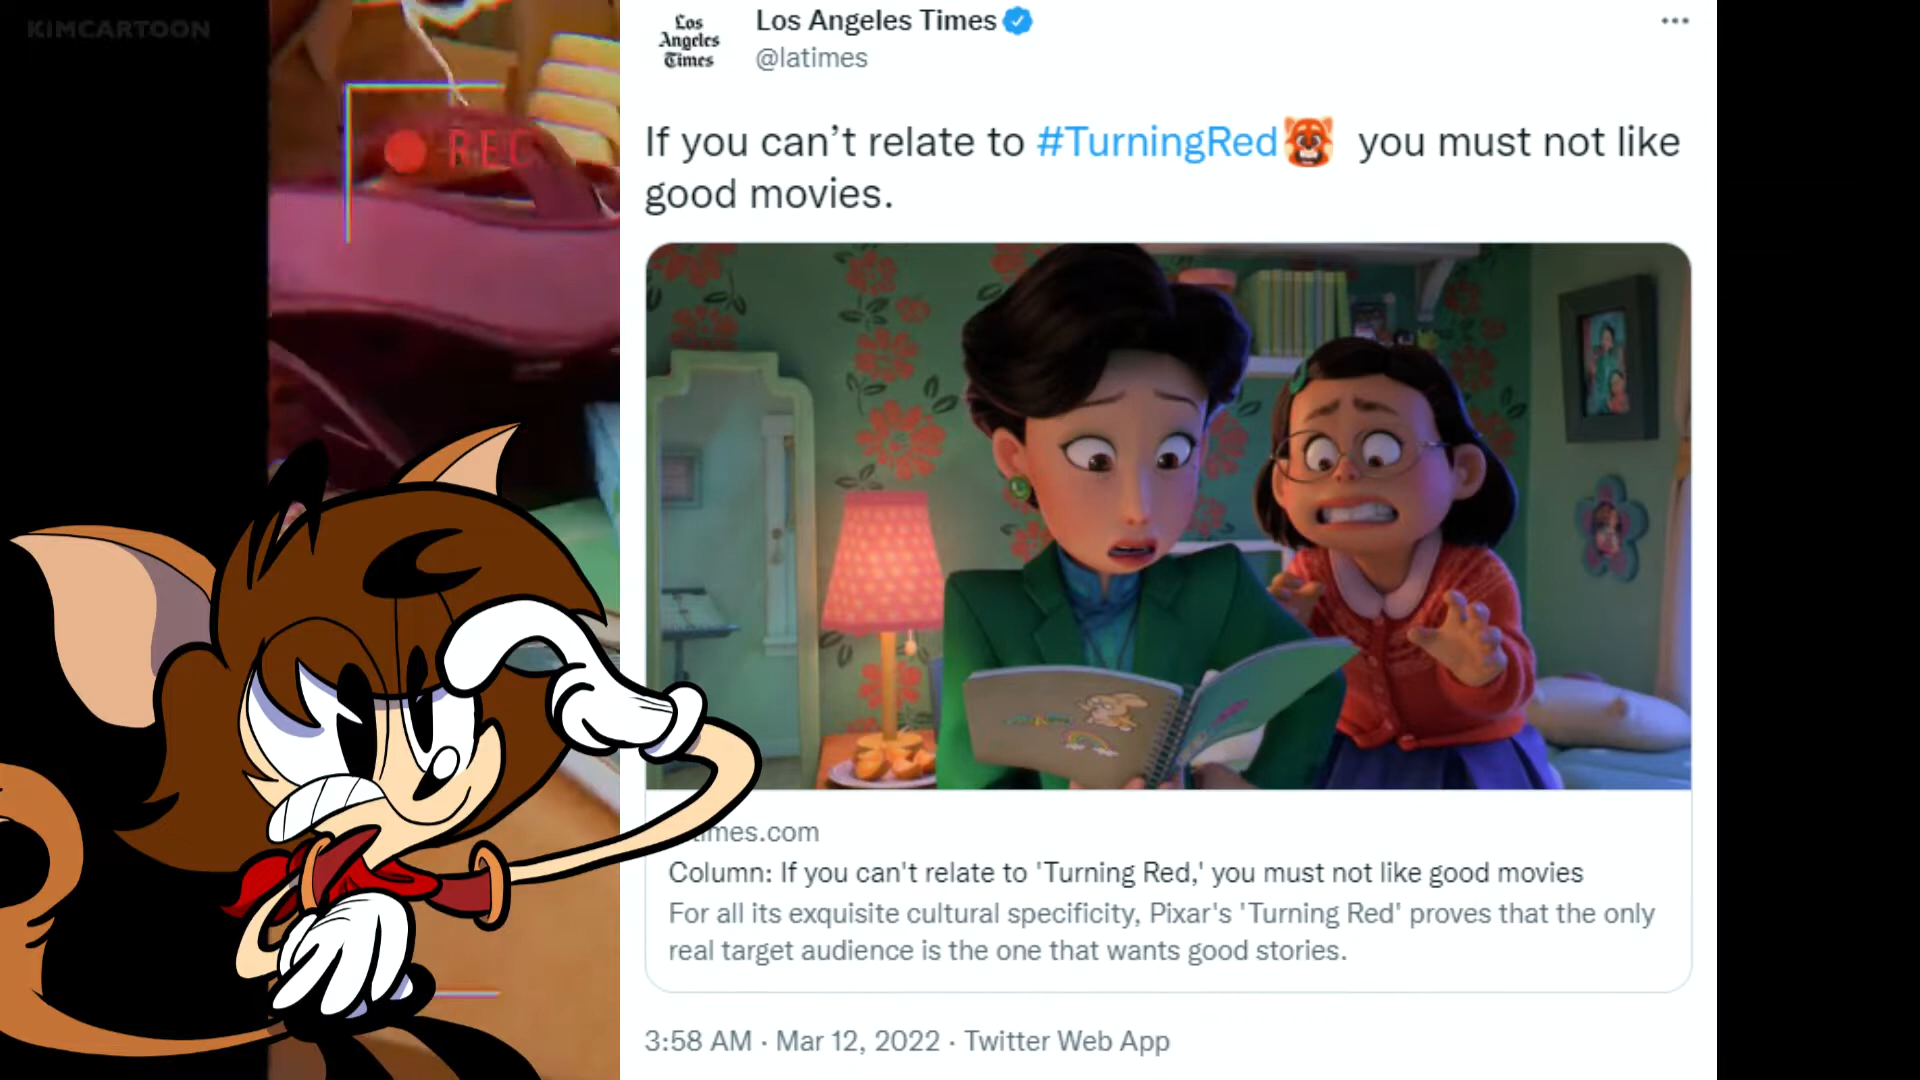 KIMCARTOON
REC
Los Angeles Times
Los Angeles Times
@latimes
If you can’t relate to #TurningRed you must not like
good movies.
times.com
Column: If you can't relate to 'Turning Red,' you must not like good movies
For all its exquisite cultural specificity, Pixar's 'Turning Red' proves that the only
real target audience is the one that wants good stories.
3:58 AM · Mar 12, 2022 · Twitter Web App